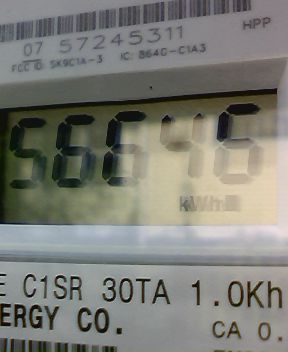 07 57245311 HPP
FCC ID: SK9C1A-3 IC: 864G-C1A3
56646
kWh
E C1SR 30TA 1.0Kh
ERGY CO.
CA 0.